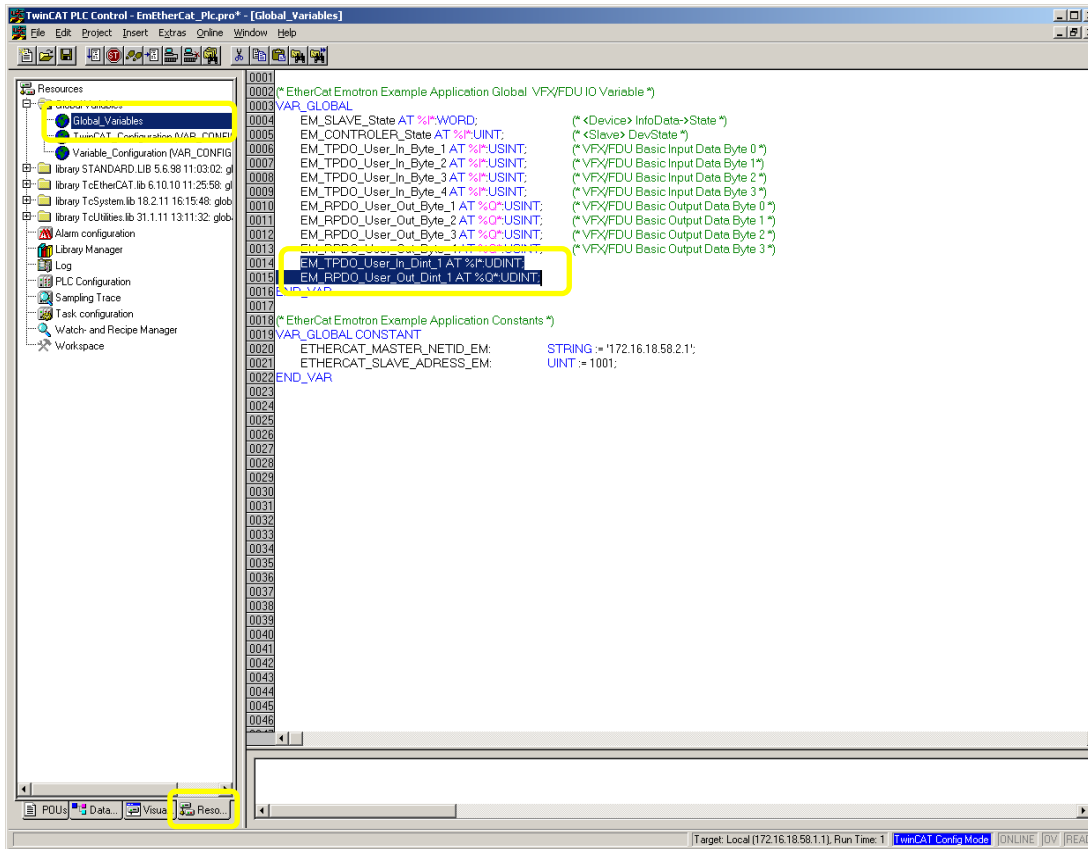 TwinCAT PLC Control - EmEtherCat_Plc.pro* - [Global_Variables]
File Edit Project Insert Extras Online Window Help
Resources
Global Variables
Global_Variables
TwinCAT_Configuration (VAR_CONFI
Variable_Configuration (VAR_CONFIG
library STANDARD.LIB 5.6.98 11:03:02: gl
library TcEtherCAT.lib 6.10.10 11:25:58: gl
library TcSystem.lib 18.2.11 16:15:48: glob
library TcUtilities.lib 31.1.11 13:11:32: glob
Alarm configuration
Library Manager
Log
PLC Configuration
Sampling Trace
Task configuration
Watch- and Recipe Manager
Workspace
0001
0002 (* EtherCat Emotron Example Application Global VFX/FDU IO Variable *)
0003 VAR_GLOBAL
0004 EM_SLAVE_State AT %I*:WORD; (* <Device> InfoData->State *)
0005 EM_CONTROLER_State AT %I*:UINT; (* <Slave> DevState *)
0006 EM_TPDO_User_In_Byte_1 AT %I*:USINT; (* VFX/FDU Basic Input Data Byte 0 *)
0007 EM_TPDO_User_In_Byte_2 AT %I*:USINT; (* VFX/FDU Basic Input Data Byte 1*)
0008 EM_TPDO_User_In_Byte_3 AT %I*:USINT; (* VFX/FDU Basic Input Data Byte 2 *)
0009 EM_TPDO_User_In_Byte_4 AT %I*:USINT; (* VFX/FDU Basic Input Data Byte 3 *)
0010 EM_RPDO_User_Out_Byte_1 AT %Q*:USINT; (* VFX/FDU Basic Output Data Byte 0 *)
0011 EM_RPDO_User_Out_Byte_2 AT %Q*:USINT; (* VFX/FDU Basic Output Data Byte 1 *)
0012 EM_RPDO_User_Out_Byte_3 AT %Q*:USINT; (* VFX/FDU Basic Output Data Byte 2 *)
0013 EM_RPDO_User_Out_Byte_4 AT %Q*:USINT; (* VFX/FDU Basic Output Data Byte 3 *)
0014 EM_TPDO_User_In_Dint_1 AT %I*:UDINT;
0015 EM_RPDO_User_Out_Dint_1 AT %Q*:UDINT;
0016 END_VAR
0017
0018 (* EtherCat Emotron Example Application Constants *)
0019 VAR_GLOBAL CONSTANT
0020 ETHERCAT_MASTER_NETID_EM: STRING := '172.16.18.58.2.1';
0021 ETHERCAT_SLAVE_ADRESS_EM: UINT := 1001;
0022 END_VAR
0023
0024
0025
0026
0027
0028
0029
0030
0031
0032
0033
0034
0035
0036
0037
0038
0039
0040
0041
0042
0043
0044
0045
0046
POUs Data... Visua Reso...
Target: Local (172.16.18.58.1.1), Run Time: 1 TwinCAT Config Mode ONLINE OV READ